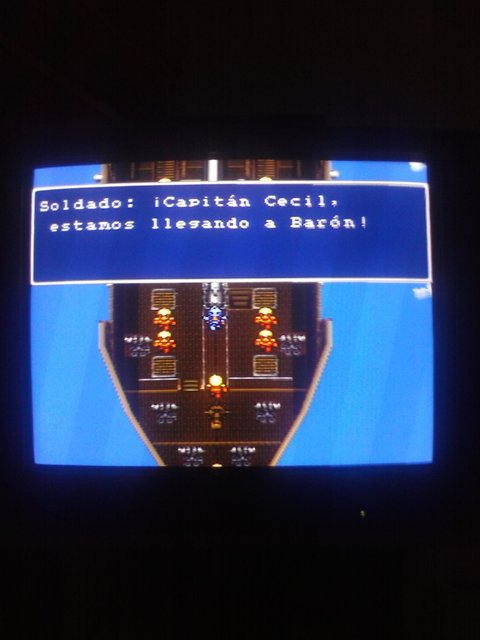 Soldado: ¡Capitán Cecil,
estamos llegando a Barón!